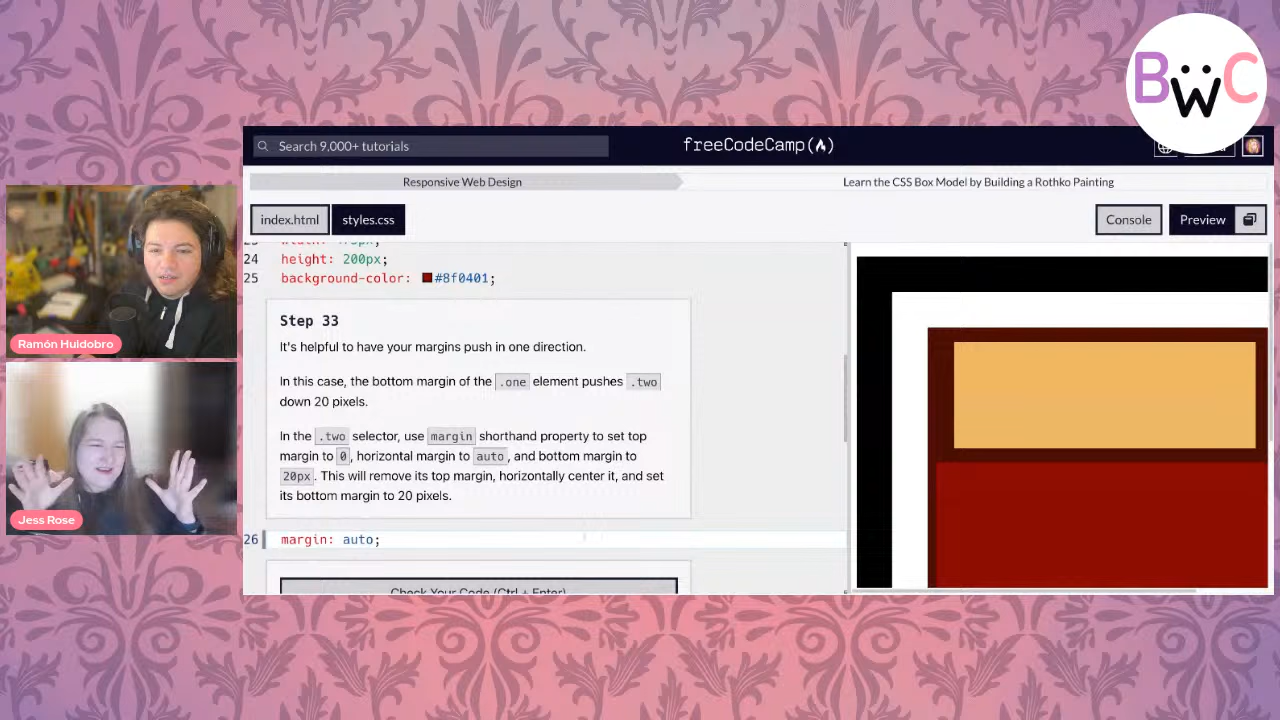 BWC
Search 9,000+ tutorials
freeCodeCamp(🔥)
Responsive Web Design
Learn the CSS Box Model by Building a Rothko Painting
index.html
styles.css
Console
Preview
24 height: 200px;
25 background-color: #8f0401;
Step 33
It's helpful to have your margins push in one direction.
In this case, the bottom margin of the .one element pushes .two
down 20 pixels.
In the .two selector, use margin shorthand property to set top
margin to 0, horizontal margin to auto, and bottom margin to
20px. This will remove its top margin, horizontally center it, and set
its bottom margin to 20 pixels.
26 margin: auto;
Check Your Code (Ctrl + Enter)
Ramón Huidobro
Jess Rose